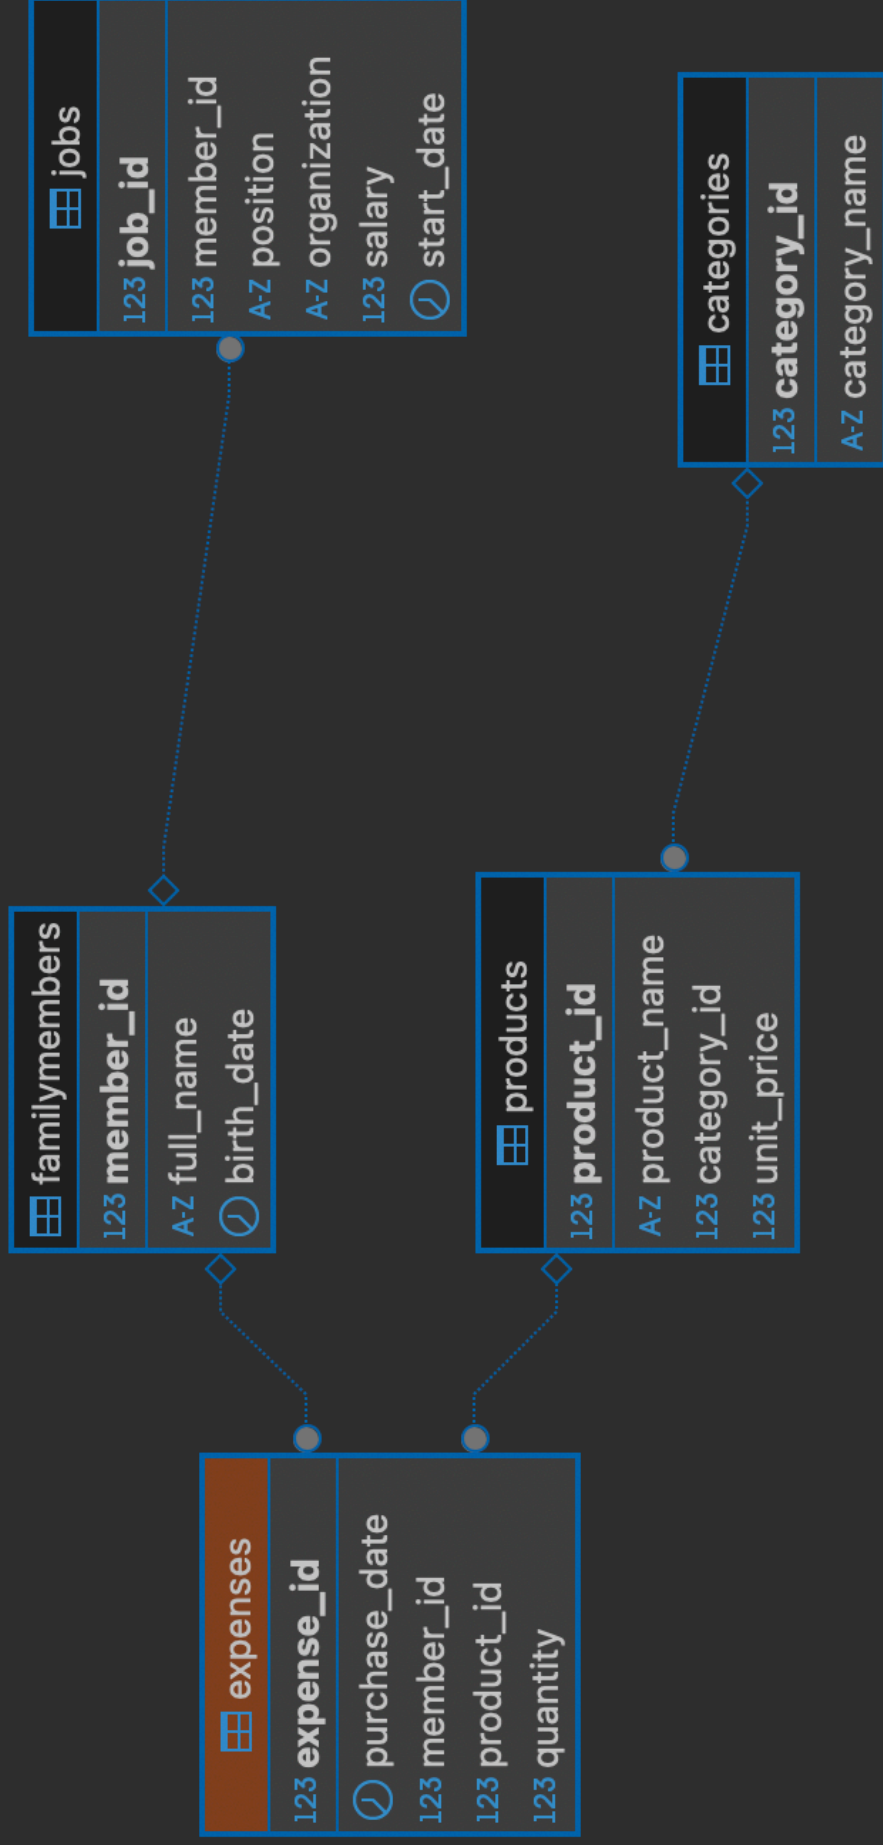 expenses
123 expense_id
purchase_date
123 member_id
123 product_id
123 quantity
familymembers
123 member_id
A-Z full_name
birth_date
products
123 product_id
A-Z product_name
123 category_id
123 unit_price
jobs
123 job_id
123 member_id
A-Z position
A-Z organization
123 salary
start_date
categories
123 category_id
A-Z category_name